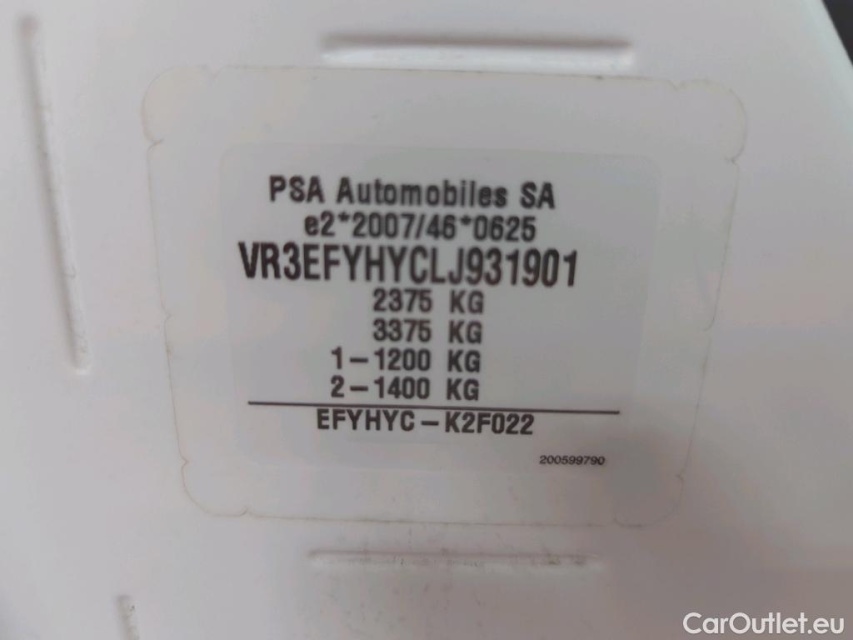 PSA Automobiles SA
e2*2007/46*0625
VR3EFYHYCLJ931901
2375 KG
3375 KG
1-1200 KG
2-1400 KG
EFYHYC-K2F022
200599790
CarOutlet.eu